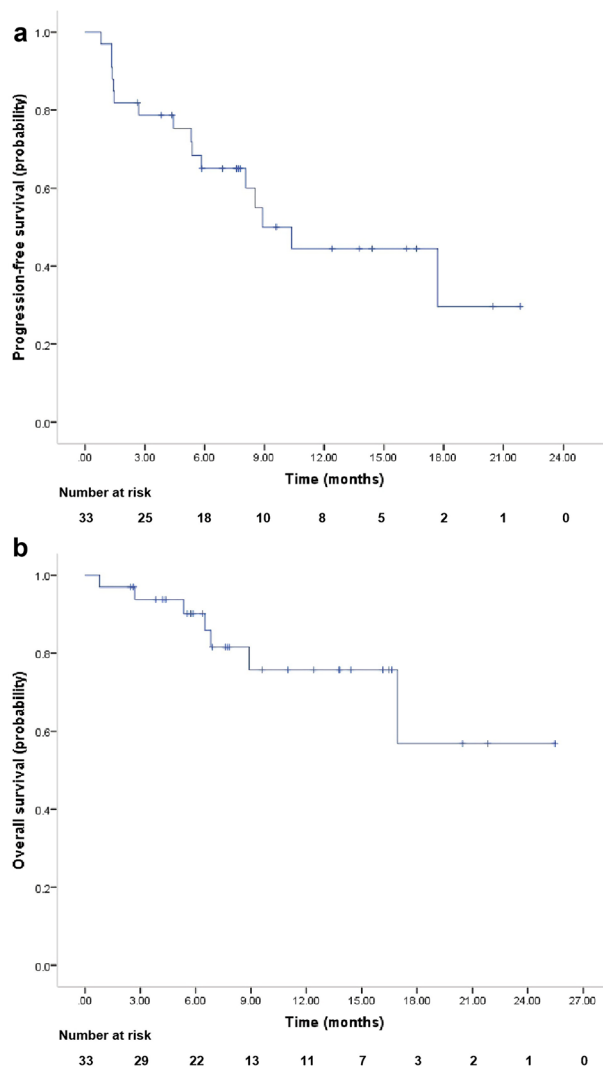 a
Progression-free survival (probability)
1.0
0.8
0.6
0.4
0.2
0.0
.00 3.00 6.00 9.00 12.00 15.00 18.00 21.00 24.00
Time (months)
Number at risk
33 25 18 10 8 5 2 1 0
b
Overall survival (probability)
1.0
0.8
0.6
0.4
0.2
0.0
.00 3.00 6.00 9.00 12.00 15.00 18.00 21.00 24.00 27.00
Time (months)
Number at risk
33 29 22 13 11 7 3 2 1 0